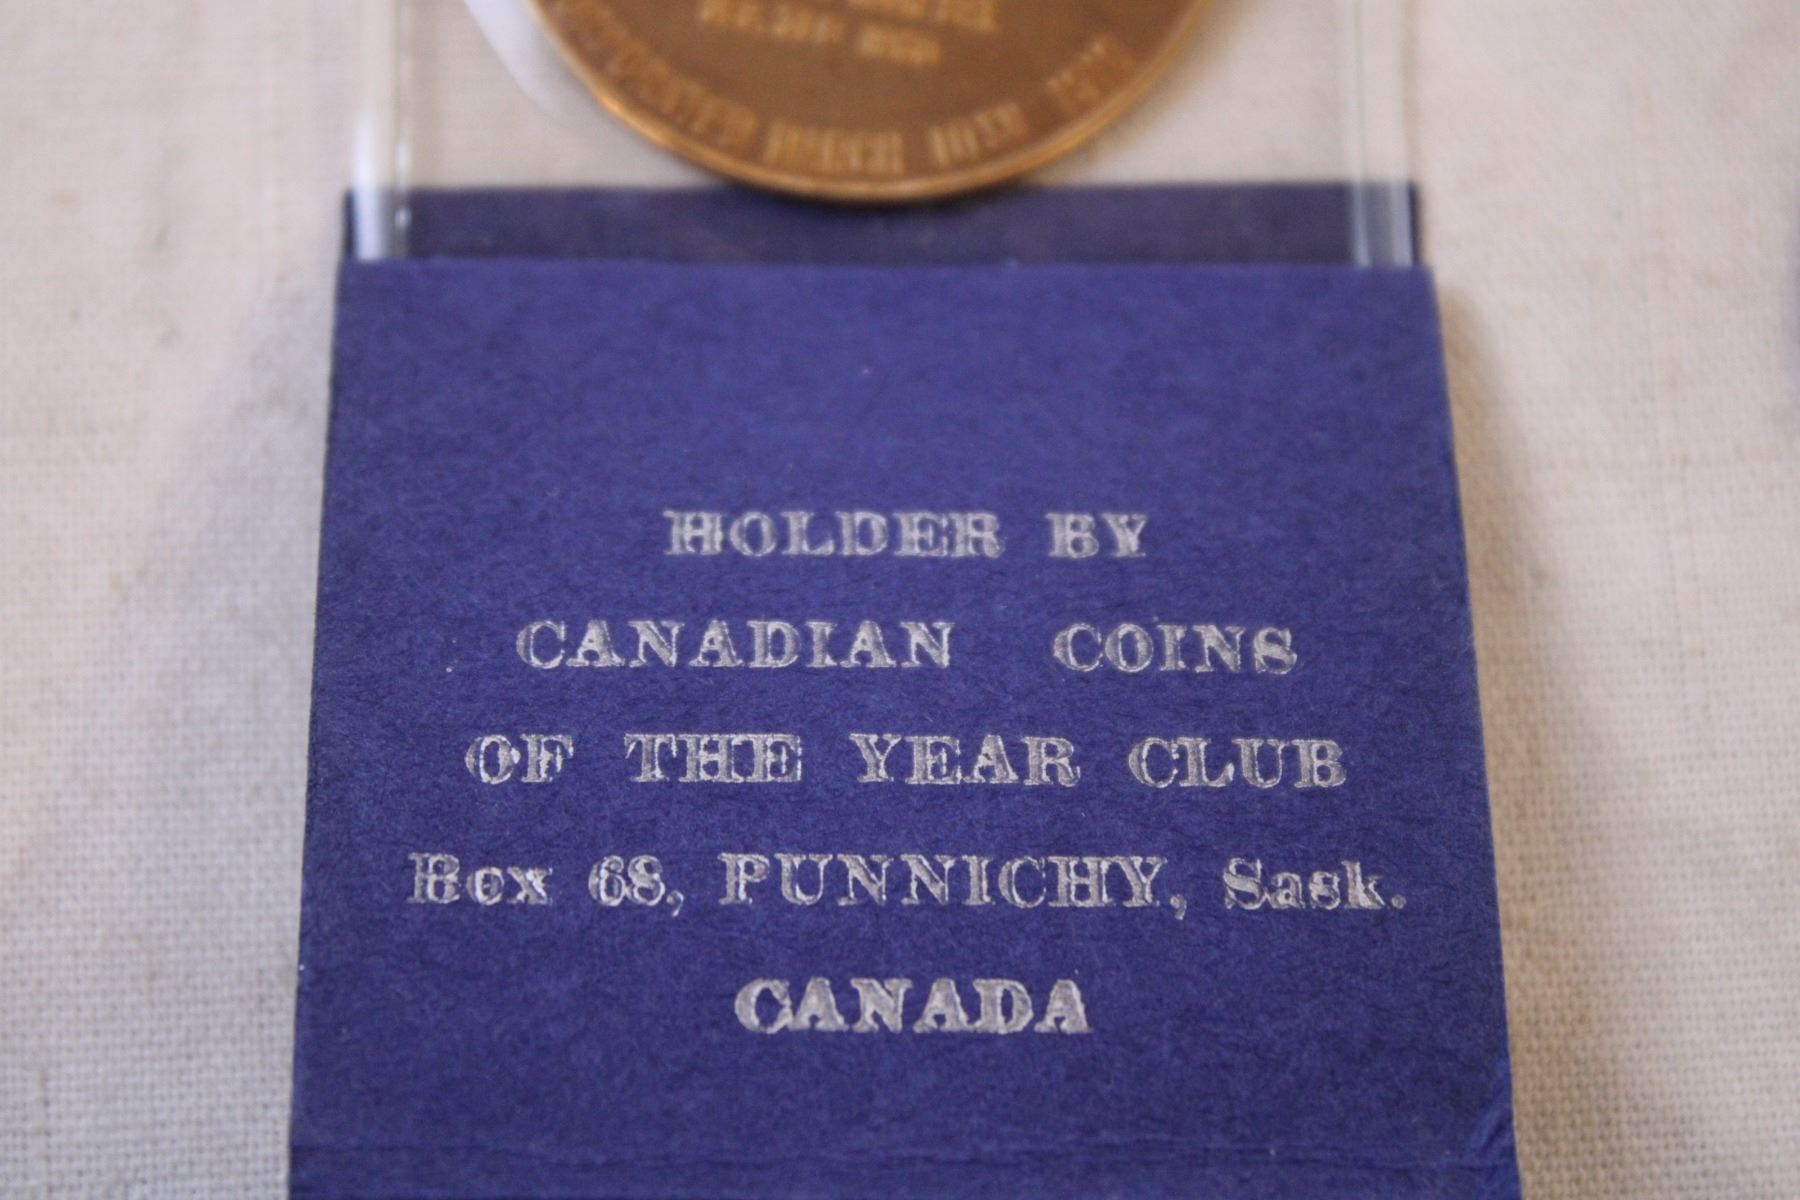 HOLDER BY
CANADIAN COINS
OF THE YEAR CLUB
Box 68, PUNNICHY, Sask.
CANADA